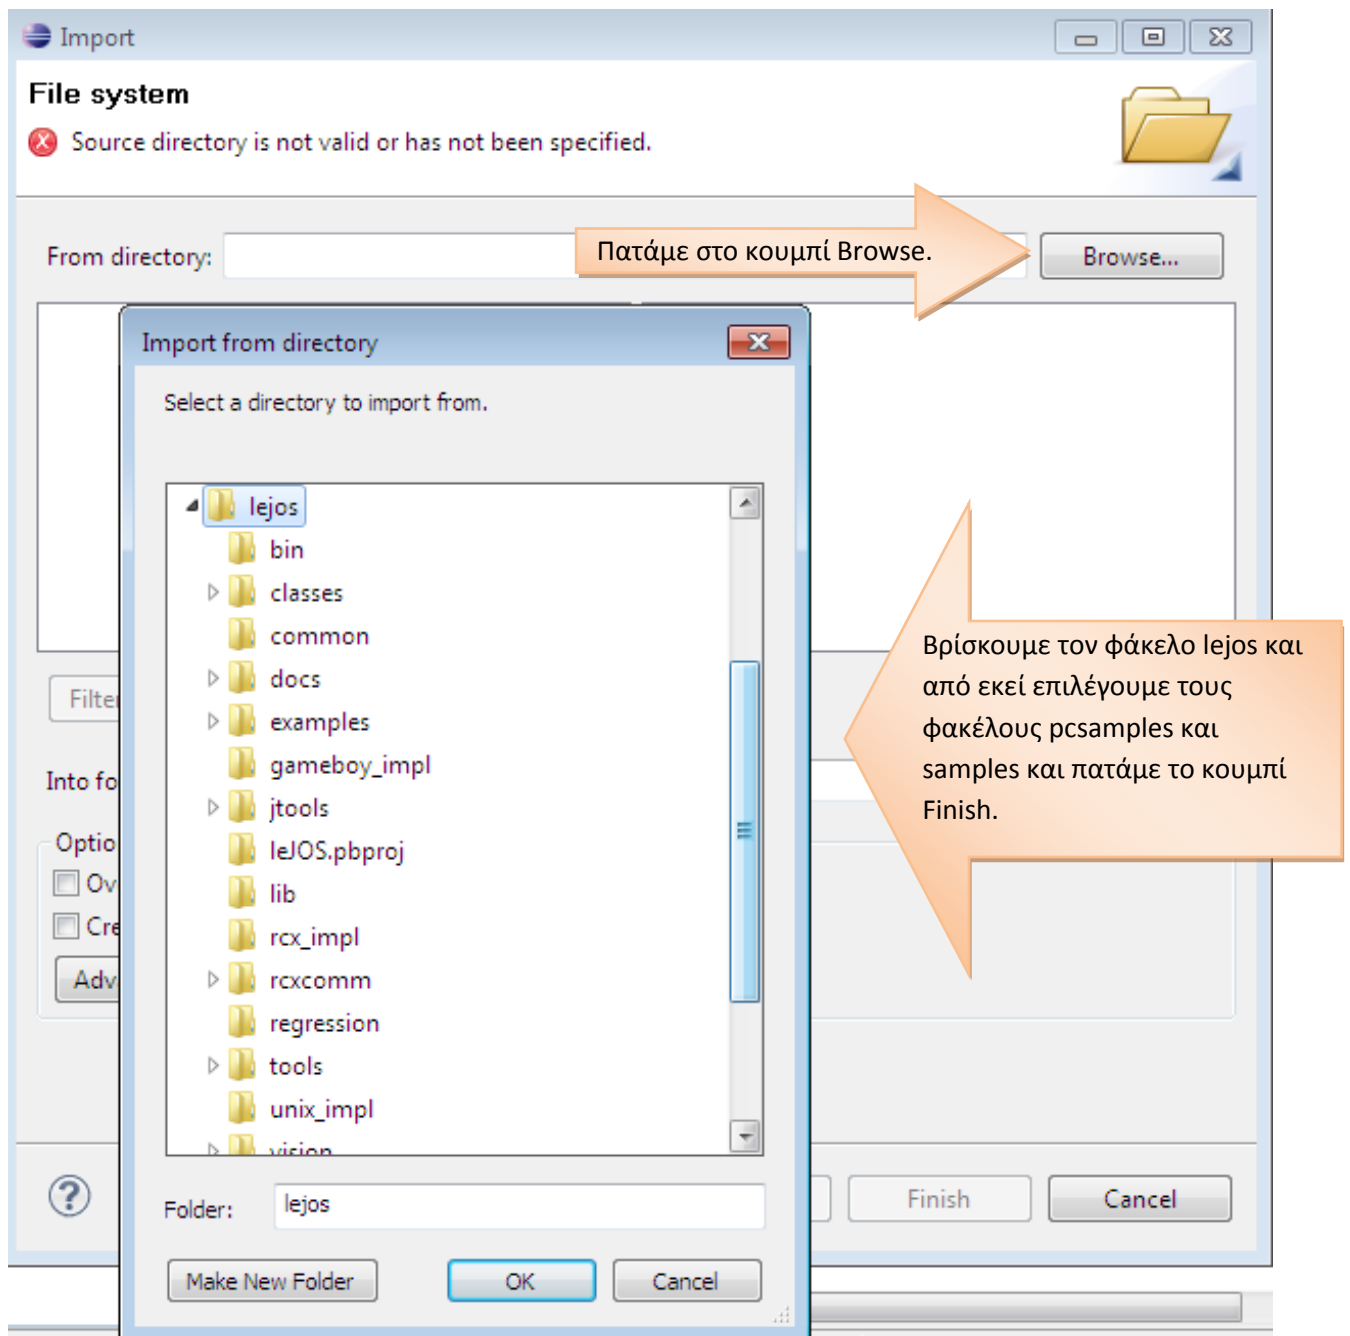 Import
File system
Source directory is not valid or has not been specified.
From directory:
Πατάμε στο κουμπί Browse.
Browse...
Import from directory
Select a directory to import from.
lejos
bin
classes
common
docs
examples
gameboy_impl
jtools
leJOS.pbproj
lib
rcx_impl
rcxcomm
regression
tools
unix_impl
vision
Βρίσκουμε τον φάκελο lejos και
από εκεί επιλέγουμε τους
φακέλους pcsamples και
samples και πατάμε το κουμπί
Finish.
Filte
Into fo
Optio
Ov
Cre
Adv
Folder:
lejos
Make New Folder
OK
Cancel
Finish
Cancel